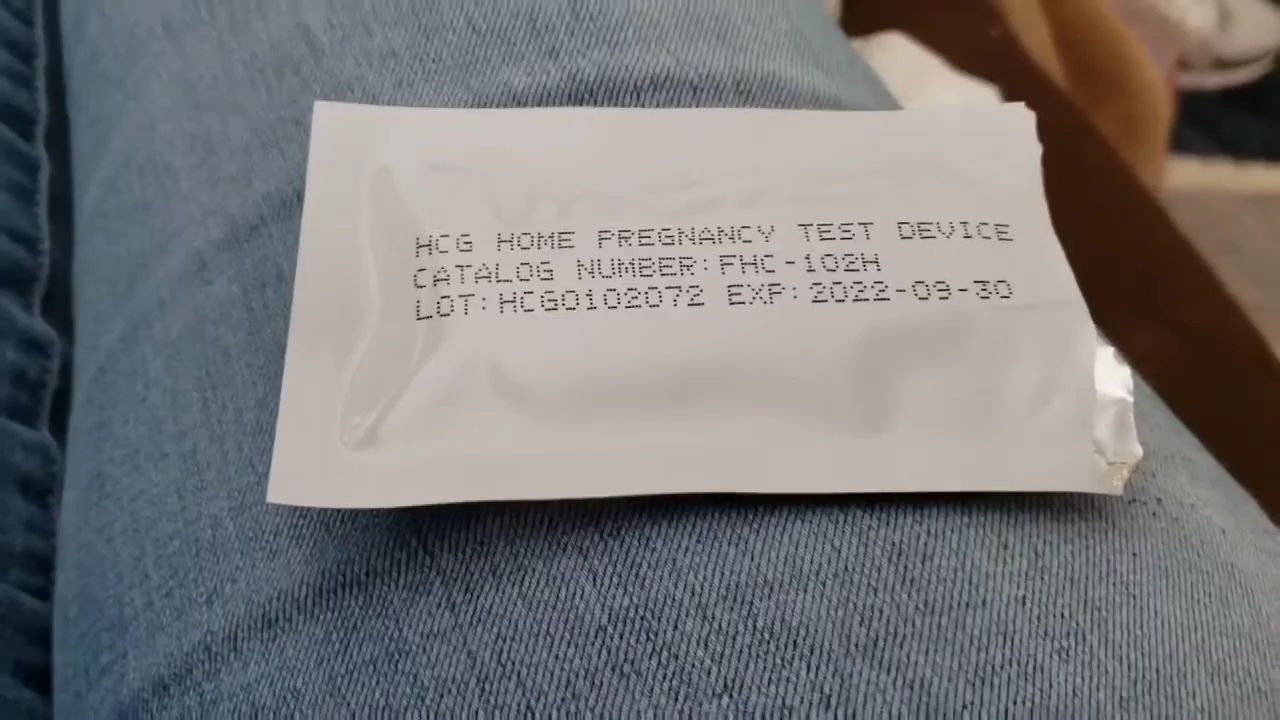 HCG HOME PREGNANCY TEST DEVICE
CATALOG NUMBER:FHC-102H
LOT:HCG0102072 EXP:2022-09-30